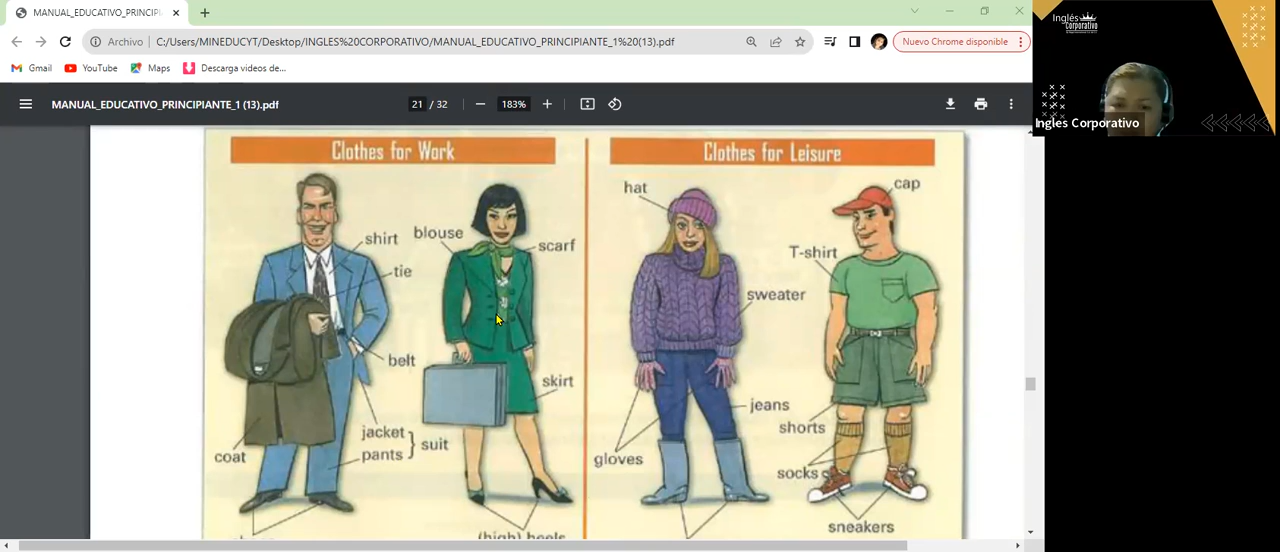 MANUAL_EDUCATIVO_PRINCIPI
Archivo
C:/Users/MINEDUCYT/Desktop/INGLES%20CORPORATIVO/MANUAL_EDUCATIVO_PRINCIPIANTE_1%20(13).pdf
Nuevo Chrome disponible
Gmail
YouTube
Maps
Descarga videos de...
MANUAL_EDUCATIVO_PRINCIPIANTE_1 (13).pdf
21 / 32
183%
Inglés
Corporativo
Ingles Corporativo
Clothes for Work
shirt
tie
belt
jacket
pants
suit
coat
blouse
scarf
skirt
(high) heels
Clothes for Leisure
hat
sweater
jeans
gloves
cap
T-shirt
shorts
socks
sneakers